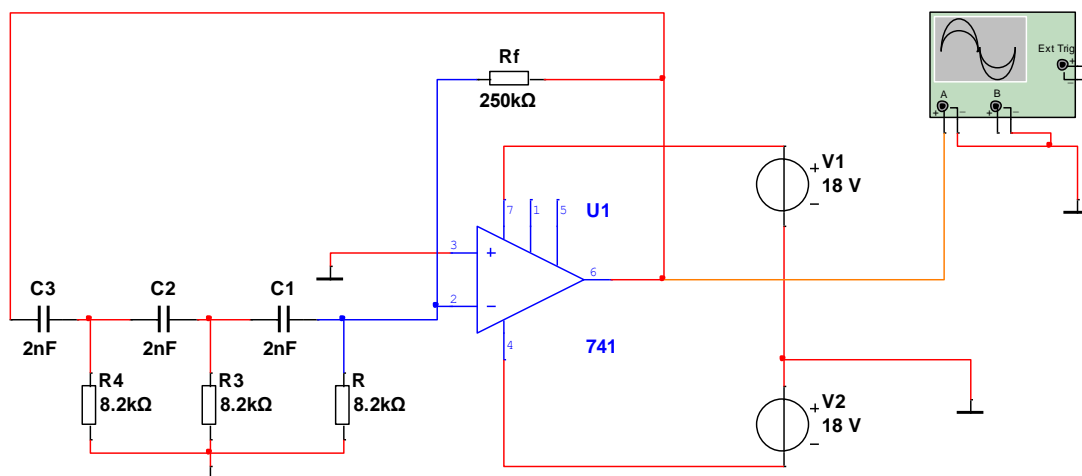 Rf
250kΩ
Ext Trig
+
−
A
B
+ − + −
V1
+
18 V
−
7 1 5
U1
3 +
6
2 −
4
741
C3 C2 C1
2nF 2nF 2nF
R4 R3 R
8.2kΩ 8.2kΩ 8.2kΩ
V2
+
18 V
−